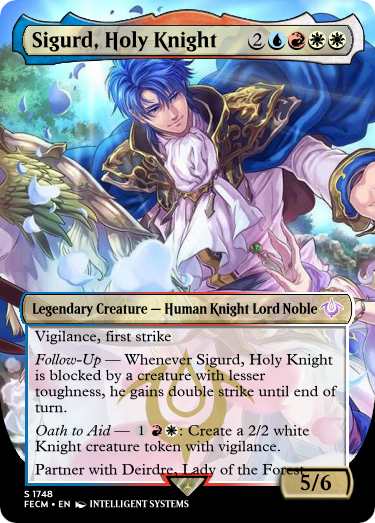 Sigurd, Holy Knight 2
Legendary Creature — Human Knight Lord Noble
Vigilance, first strike
Follow-Up — Whenever Sigurd, Holy Knight
is blocked by a creature with lesser
toughness, he gains double strike until end of
turn.
Oath to Aid — 1 : Create a 2/2 white
Knight creature token with vigilance.
Partner with Deirdre, Lady of the Forest
5/6
S 1748
FECM • EN INTELLIGENT SYSTEMS